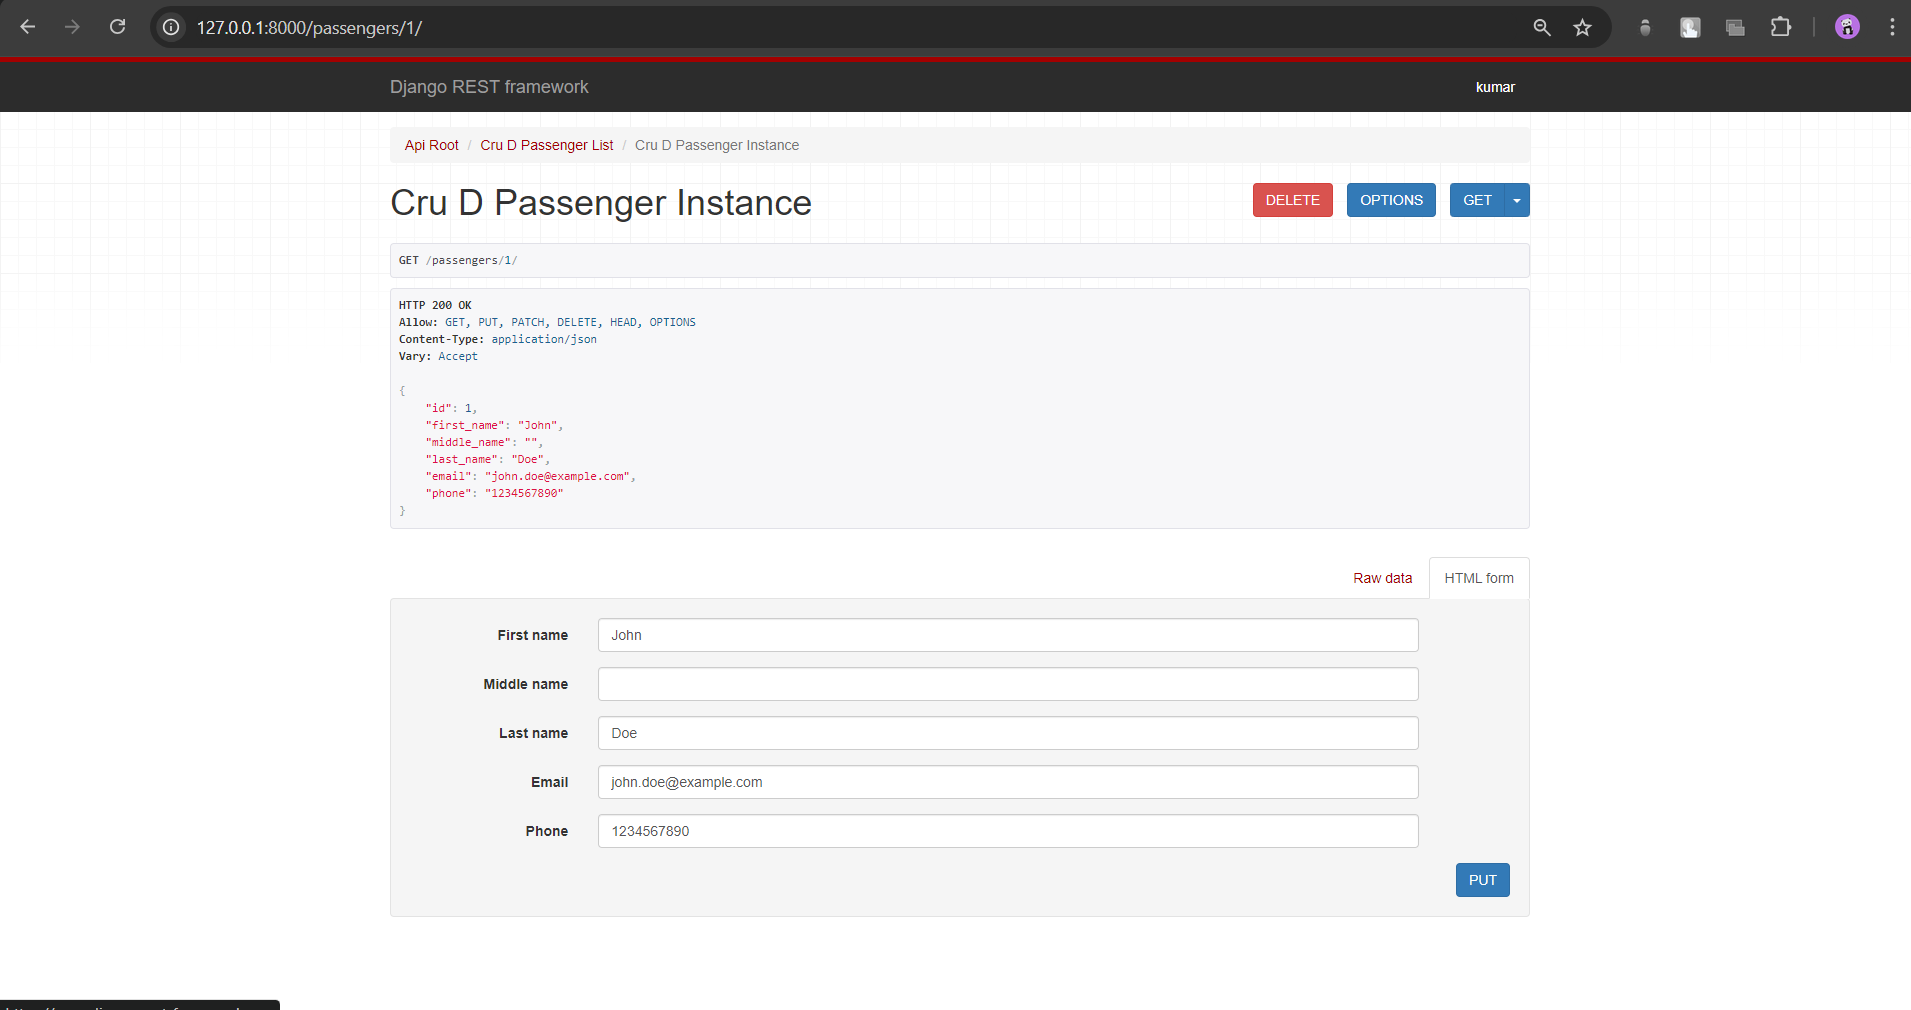 127.0.0.1:8000/passengers/1/
Django REST framework
kumar
Api Root / Cru D Passenger List / Cru D Passenger Instance
Cru D Passenger Instance
DELETE
OPTIONS
GET
GET /passengers/1/
HTTP 200 OK
Allow: GET, PUT, PATCH, DELETE, HEAD, OPTIONS
Content-Type: application/json
Vary: Accept
{
    "id": 1,
    "first_name": "John",
    "middle_name": "",
    "last_name": "Doe",
    "email": "john.doe@example.com",
    "phone": "1234567890"
}
Raw data
HTML form
First name John
Middle name
Last name Doe
Email john.doe@example.com
Phone 1234567890
PUT